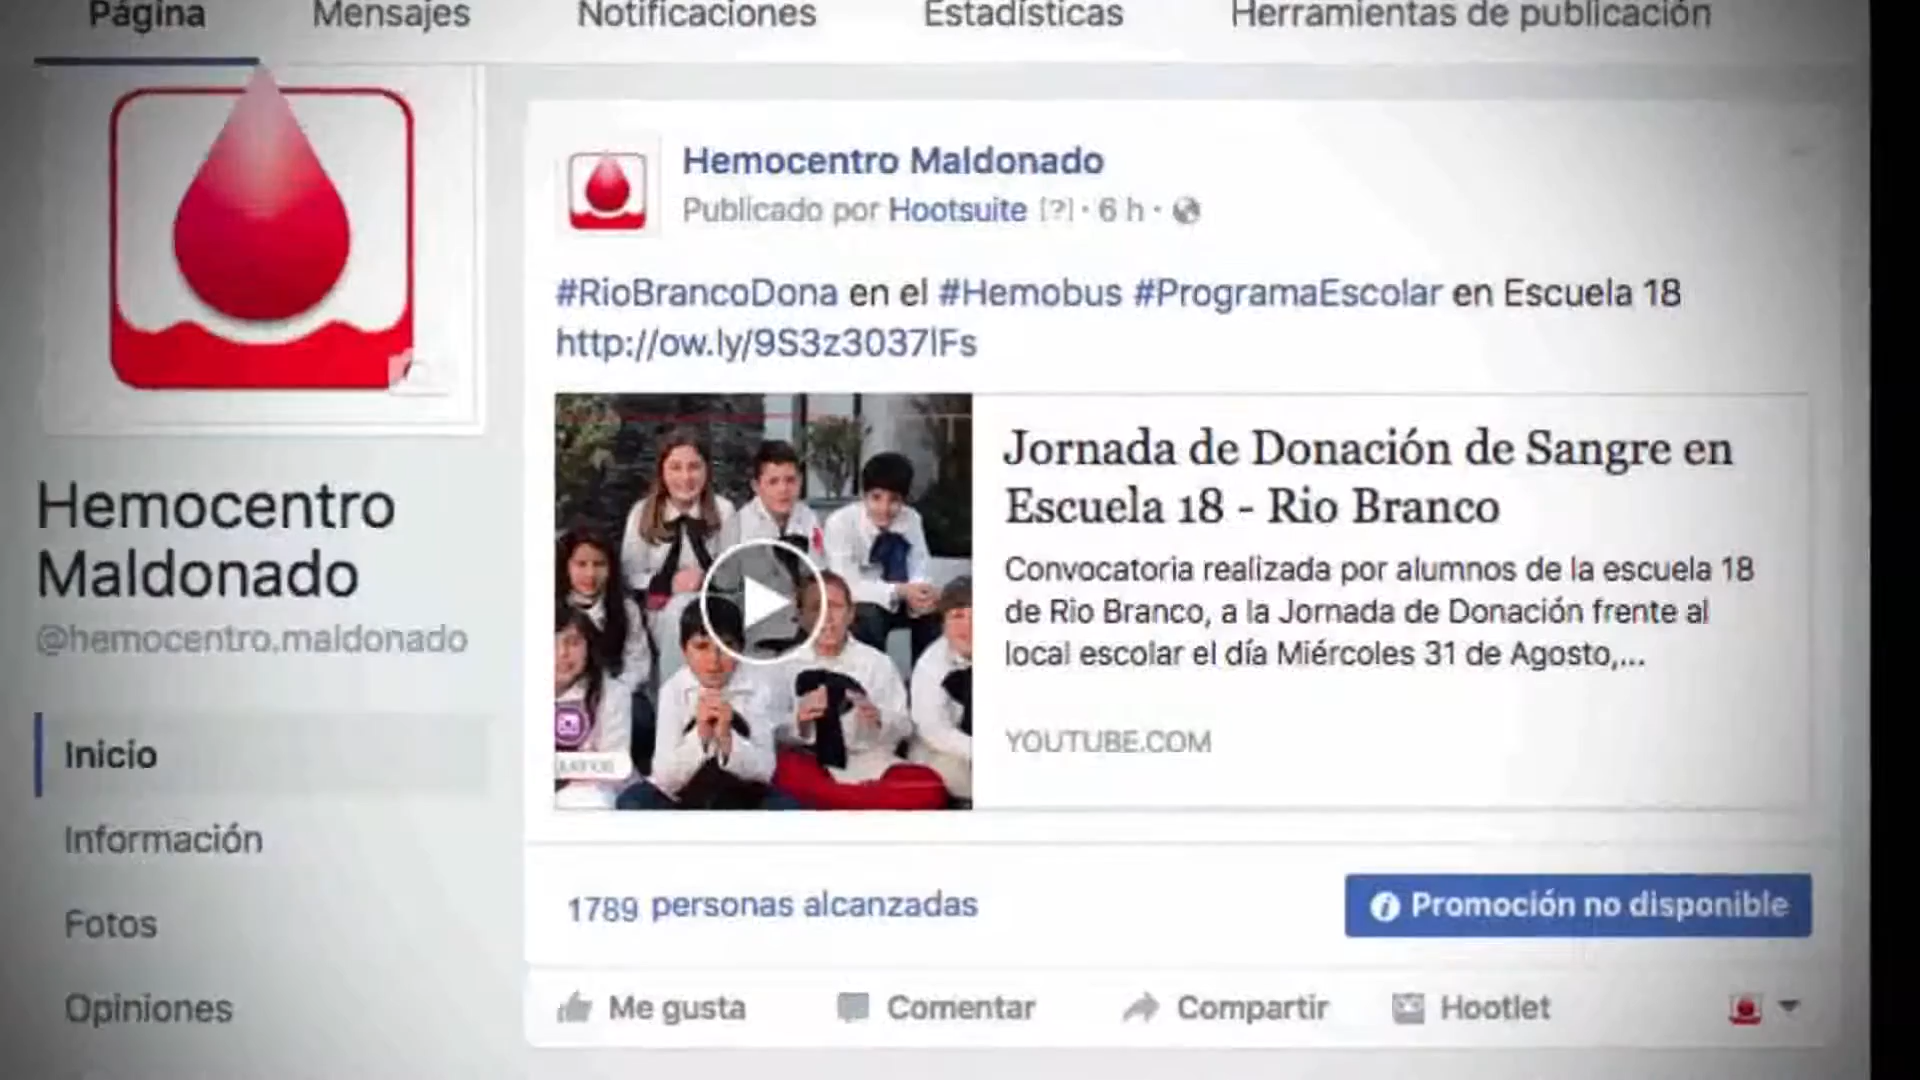 Página
Mensajes
Notificaciones
Estadísticas
Herramientas de publicación
Hemocentro Maldonado
Publicado por Hootsuite [?] · 6 h ·
#RioBrancoDona en el #Hemobus #ProgramaEscolar en Escuela 18
http://ow.ly/9S3z3037lFs
Jornada de Donación de Sangre en
Escuela 18 - Rio Branco
Convocatoria realizada por alumnos de la escuela 18
de Rio Branco, a la Jornada de Donación frente al
local escolar el día Miércoles 31 de Agosto,...
YOUTUBE.COM
1789 personas alcanzadas
Promoción no disponible
Me gusta
Comentar
Compartir
Hootlet
Hemocentro
Maldonado
@hemocentro.maldonado
Inicio
Información
Fotos
Opiniones